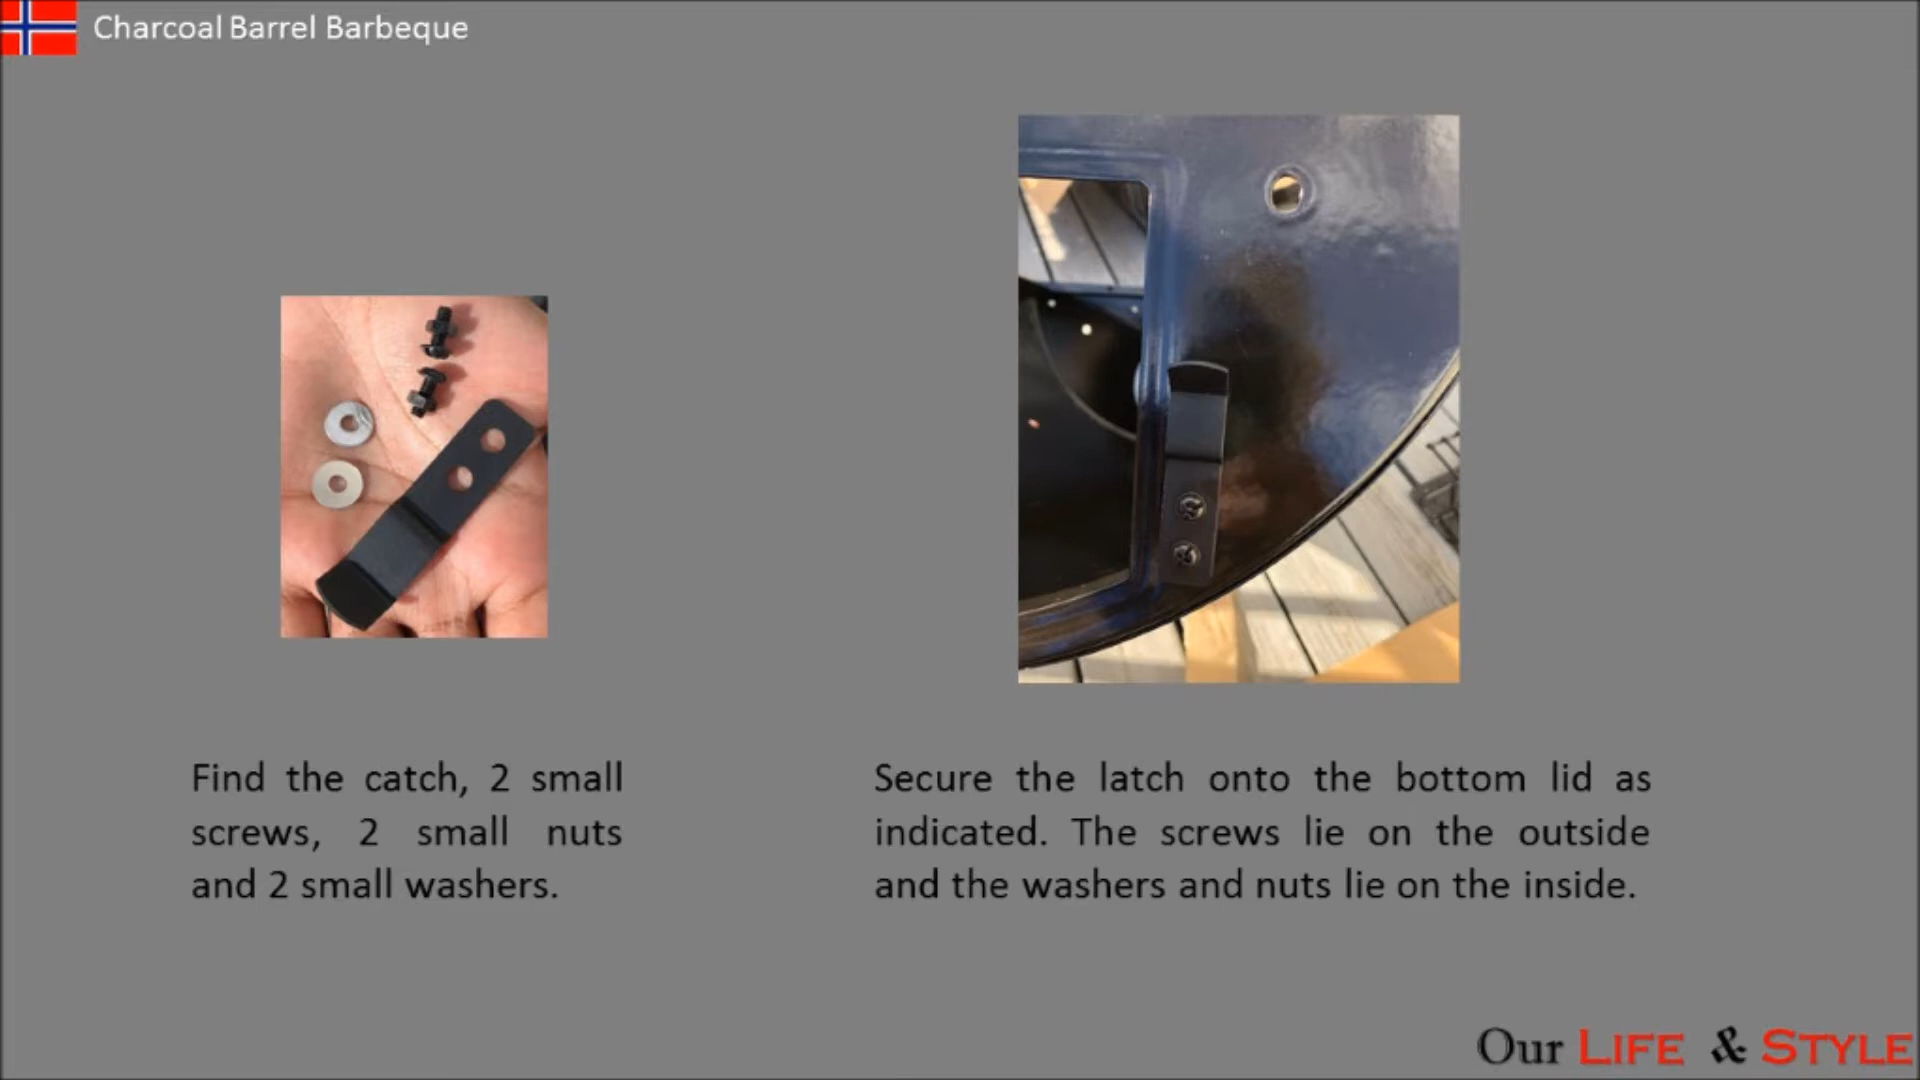 Charcoal Barrel Barbeque
Find the catch, 2 small
screws, 2 small nuts
and 2 small washers.
Secure the latch onto the bottom lid as
indicated. The screws lie on the outside
and the washers and nuts lie on the inside.
Our LIFE & STYLE